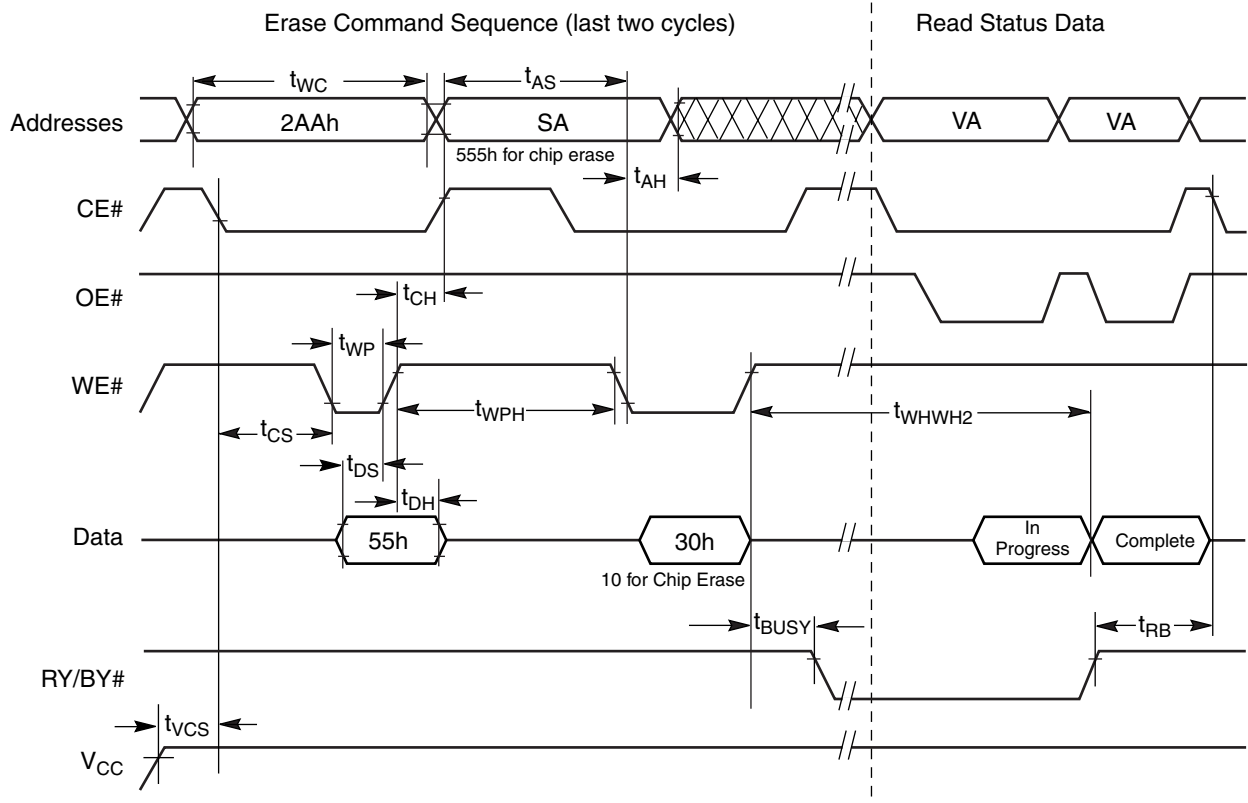 Erase Command Sequence (last two cycles)
Read Status Data
tWC
tAS
Addresses
2AAh
SA
VA
VA
555h for chip erase
tAH
CE#
OE#
tCH
tWP
WE#
tWPH
tWHWH2
tCS
tDS
tDH
Data
55h
30h
In
Progress
Complete
10 for Chip Erase
tBUSY
tRB
RY/BY#
tVCS
VCC